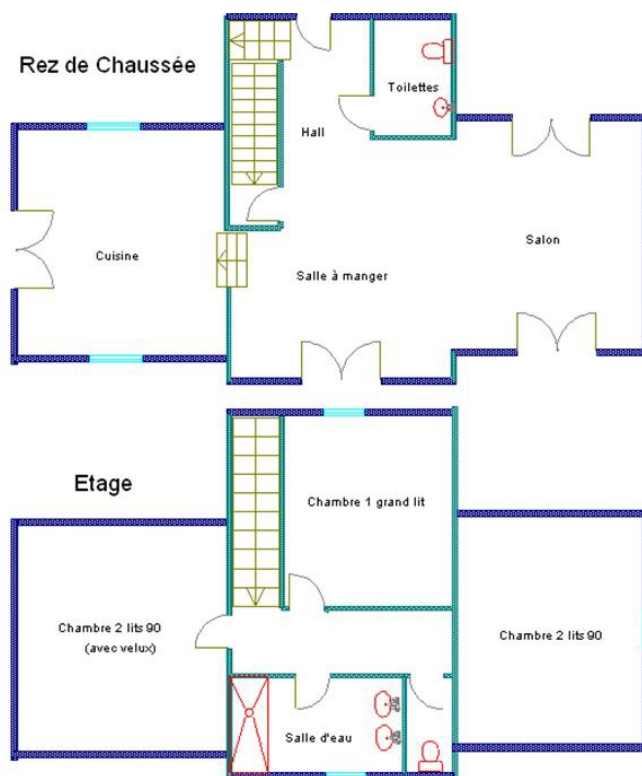 Rez de Chaussée
Toilettes
Hall
Cuisine
Salon
Salle à manger
Etage
Chambre 1 grand lit
Chambre 2 lits 90
(avec velux)
Chambre 2 lits 90
Salle d'eau